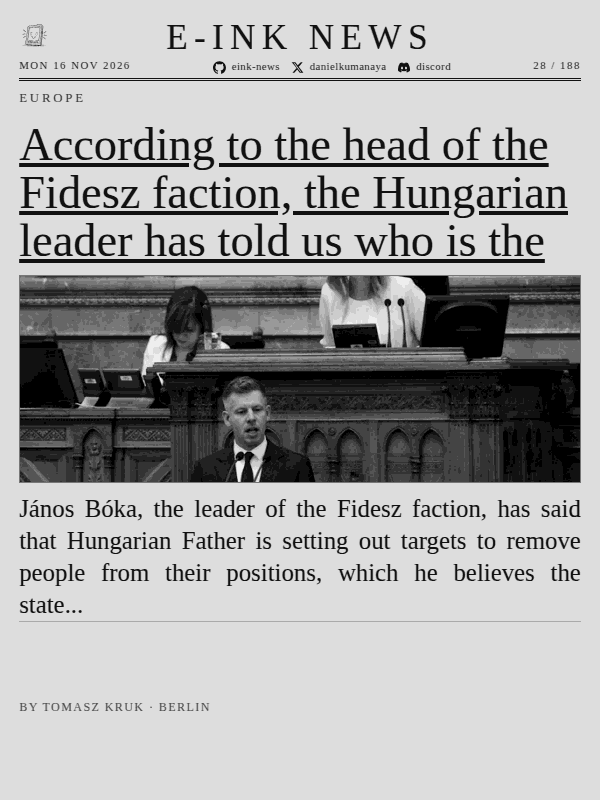 E-INK NEWS
MON 16 NOV 2026
eink-news danielkumanaya discord
28 / 188
EUROPE
According to the head of the
Fidesz faction, the Hungarian
leader has told us who is the
János Bóka, the leader of the Fidesz faction, has said
that Hungarian Father is setting out targets to remove
people from their positions, which he believes the
state...
BY TOMASZ KRUK · BERLIN